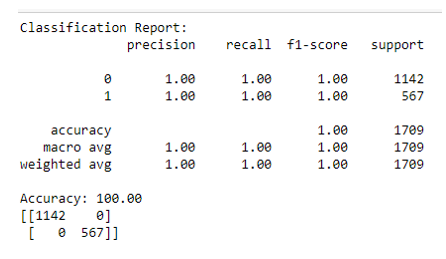 Classification Report:
precision recall f1-score support
0 1.00 1.00 1.00 1142
1 1.00 1.00 1.00 567
accuracy 1.00 1709
macro avg 1.00 1.00 1.00 1709
weighted avg 1.00 1.00 1.00 1709
Accuracy: 100.00
[[1142 0]
[ 0 567]]